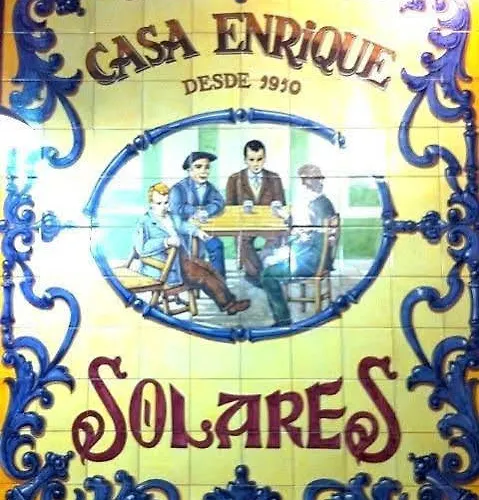 CASA ENRIQUE
DESDE 1910
SOLARES